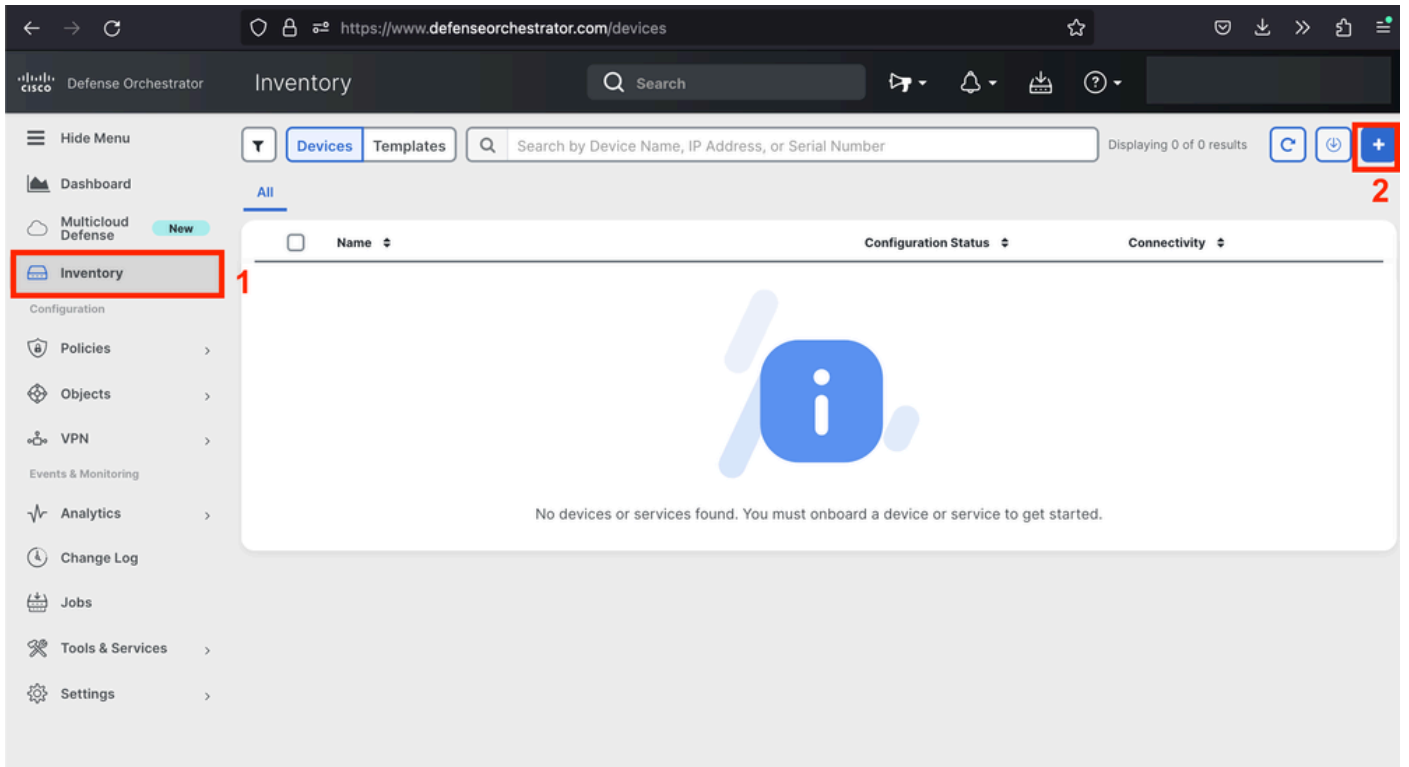 https://www.defenseorchestrator.com/devices
cisco Defense Orchestrator
Inventory
Search
Hide Menu
Devices
Templates
Search by Device Name, IP Address, or Serial Number
Displaying 0 of 0 results
+
2
Dashboard
All
Multicloud
Defense
New
Name
Configuration Status
Connectivity
Inventory
1
Configuration
Policies
Objects
VPN
Events & Monitoring
Analytics
No devices or services found. You must onboard a device or service to get started.
Change Log
Jobs
Tools & Services
Settings